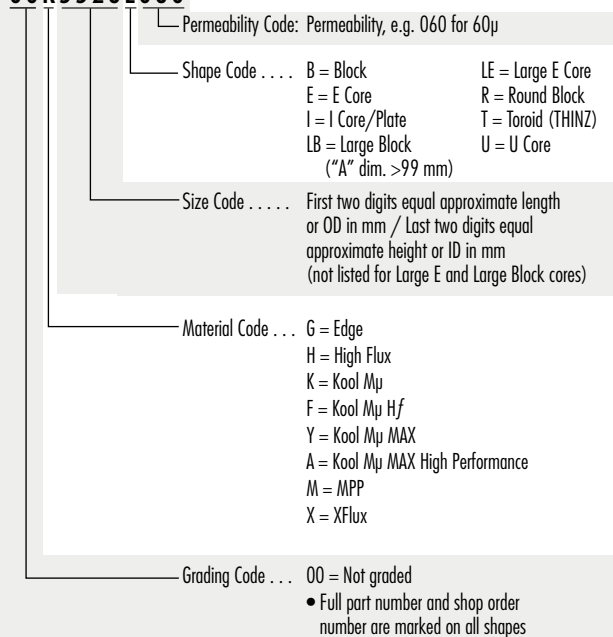 Permeability Code: Permeability, e.g. 060 for 60µ
Shape Code . . . . B = Block LE = Large E Core
E = E Core R = Round Block
I = I Core/Plate T = Toroid (THINZ)
LB = Large Block U = U Core
("A" dim. >99 mm)
Size Code . . . . . First two digits equal approximate length
or OD in mm / Last two digits equal
approximate height or ID in mm
(not listed for Large E and Large Block cores)
Material Code . . . G = Edge
H = High Flux
K = Kool Mµ
F = Kool Mµ Hƒ
Y = Kool Mµ MAX
A = Kool Mµ MAX High Performance
M = MPP
X = XFlux
Grading Code . . . 00 = Not graded
• Full part number and shop order
number are marked on all shapes